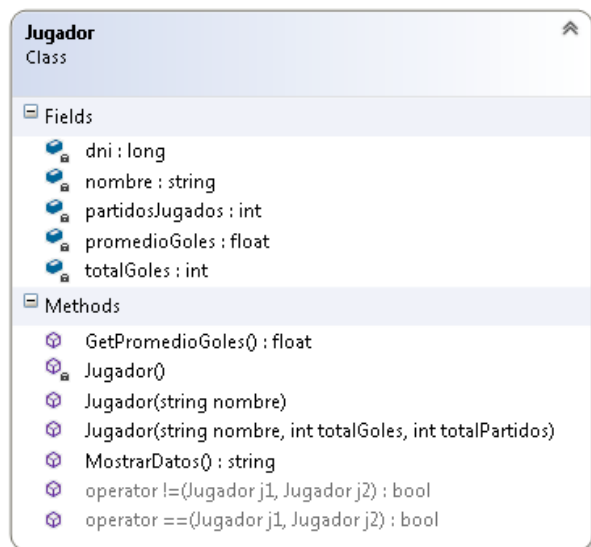 Jugador
Class
Fields
dni : long
nombre : string
partidosJugados : int
promedioGoles : float
totalGoles : int
Methods
GetPromedioGoles() : float
Jugador()
Jugador(string nombre)
Jugador(string nombre, int totalGoles, int totalPartidos)
MostrarDatos() : string
operator !=(Jugador j1, Jugador j2) : bool
operator ==(Jugador j1, Jugador j2) : bool